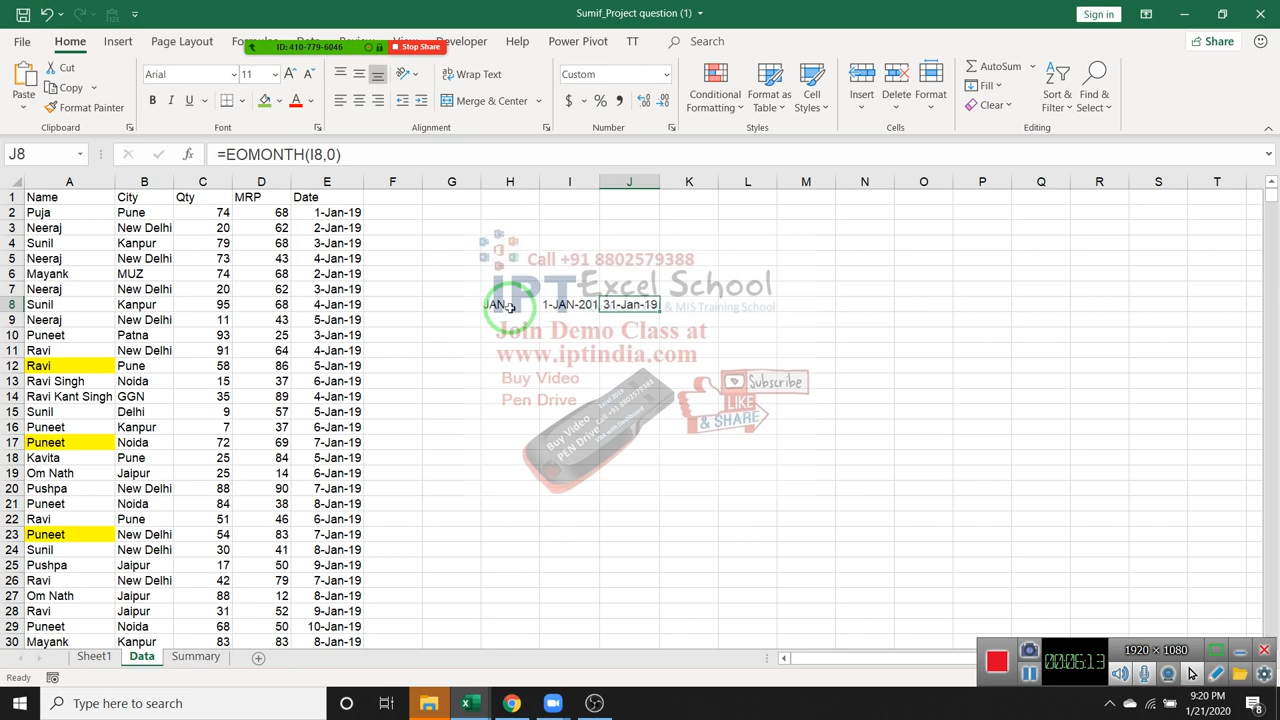 Sumif_Project question (1)
Sign in
File Home Insert Page Layout Developer Help Power Pivot TT Search Share
ID: 410-779-6046 Stop Share
Paste Cut Copy Format Painter Clipboard
Arial 11 Font
Wrap Text Merge & Center Alignment
Custom Number
Conditional Formatting Format as Table Cell Styles Styles
Insert Delete Format Cells
AutoSum Fill Clear Sort & Filter Find & Select Editing
J8 =EOMONTH(I8,0)
A B C D E F G H I J K L M N O P Q R S T
1 Name City Qty MRP Date
2 Puja Pune 74 68 1-Jan-19
3 Neeraj New Delhi 20 62 2-Jan-19
4 Sunil Kanpur 79 68 3-Jan-19
5 Neeraj New Delhi 73 43 4-Jan-19
6 Mayank MUZ 74 68 2-Jan-19
7 Neeraj New Delhi 20 62 3-Jan-19
8 Sunil Kanpur 95 68 4-Jan-19 JAN- 1-JAN-201 31-Jan-19
9 Neeraj New Delhi 11 43 5-Jan-19
10 Puneet Patna 93 25 3-Jan-19
11 Ravi New Delhi 91 64 4-Jan-19
12 Ravi Pune 58 86 5-Jan-19
13 Ravi Singh Noida 15 37 6-Jan-19
14 Ravi Kant Singh GGN 35 89 4-Jan-19
15 Sunil Delhi 9 57 5-Jan-19
16 Puneet Kanpur 7 37 6-Jan-19
17 Puneet Noida 72 69 7-Jan-19
18 Kavita Pune 25 84 5-Jan-19
19 Om Nath Jaipur 25 14 6-Jan-19
20 Pushpa New Delhi 88 90 7-Jan-19
21 Puneet Noida 84 38 8-Jan-19
22 Ravi Pune 51 46 6-Jan-19
23 Puneet New Delhi 54 83 7-Jan-19
24 Sunil New Delhi 30 41 8-Jan-19
25 Pushpa Jaipur 17 50 9-Jan-19
26 Ravi New Delhi 42 79 7-Jan-19
27 Om Nath Jaipur 88 12 8-Jan-19
28 Ravi Jaipur 31 52 9-Jan-19
29 Puneet Noida 68 50 10-Jan-19
30 Mayank Kanpur 83 83 8-Jan-19
Call +91 8802579388
IPT Excel School
& MIS Training School
Join Demo Class at
www.iptindia.com
Buy Video
Pen Drive
Buy Video
PEN Drive
Subscribe
LIKE
& SHARE
Sheet1 Data Summary
Ready
1920 × 1080
00:06:13
Type here to search
9:20 PM
1/21/2020
8